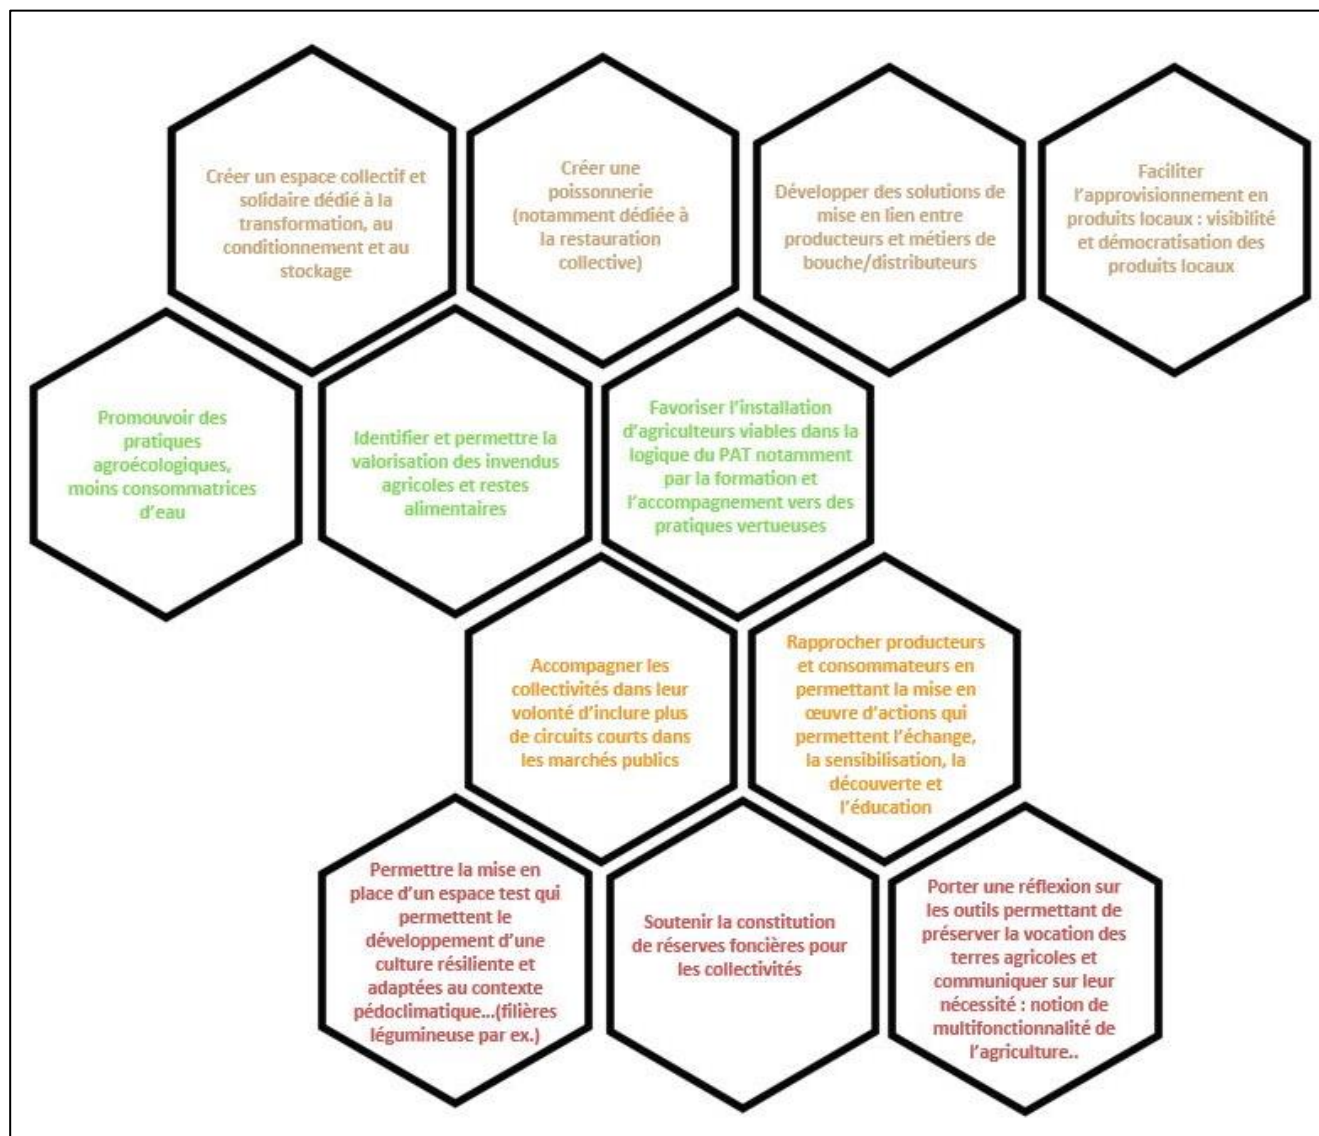 Créer un espace collectif et
solidaire dédié à la
transformation, au
conditionnement et au
stockage
Créer une
poissonnerie
(notamment dédiée à
la restauration
collective)
Développer des solutions de
mise en lien entre
producteurs et métiers de
bouche/distributeurs
Faciliter
l'approvisionnement en
produits locaux : visibilité
et démocratisation des
produits locaux
Promouvoir des
pratiques
agroécologiques,
moins consommatrices
d'eau
Identifier et permettre la
valorisation des invendus
agricoles et restes
alimentaires
Favoriser l'installation
d'agriculteurs viables dans la
logique du PAT notamment
par la formation et
l'accompagnement vers des
pratiques vertueuses
Accompagner les
collectivités dans leur
volonté d'inclure plus
de circuits courts dans
les marchés publics
Rapprocher producteurs
et consommateurs en
permettant la mise en
œuvre d'actions qui
permettent l'échange,
la sensibilisation, la
découverte et
l'éducation
Permettre la mise en
place d'un espace test qui
permettent le
développement d'une
culture résiliente et
adaptées au contexte
pédoclimatique...(filières
légumineuse par ex.)
Soutenir la constitution
de réserves foncières pour
les collectivités
Porter une réflexion sur
les outils permettant de
préserver la vocation des
terres agricoles et
communiquer sur leur
nécessité : notion de
multifonctionnalité de
l'agriculture..